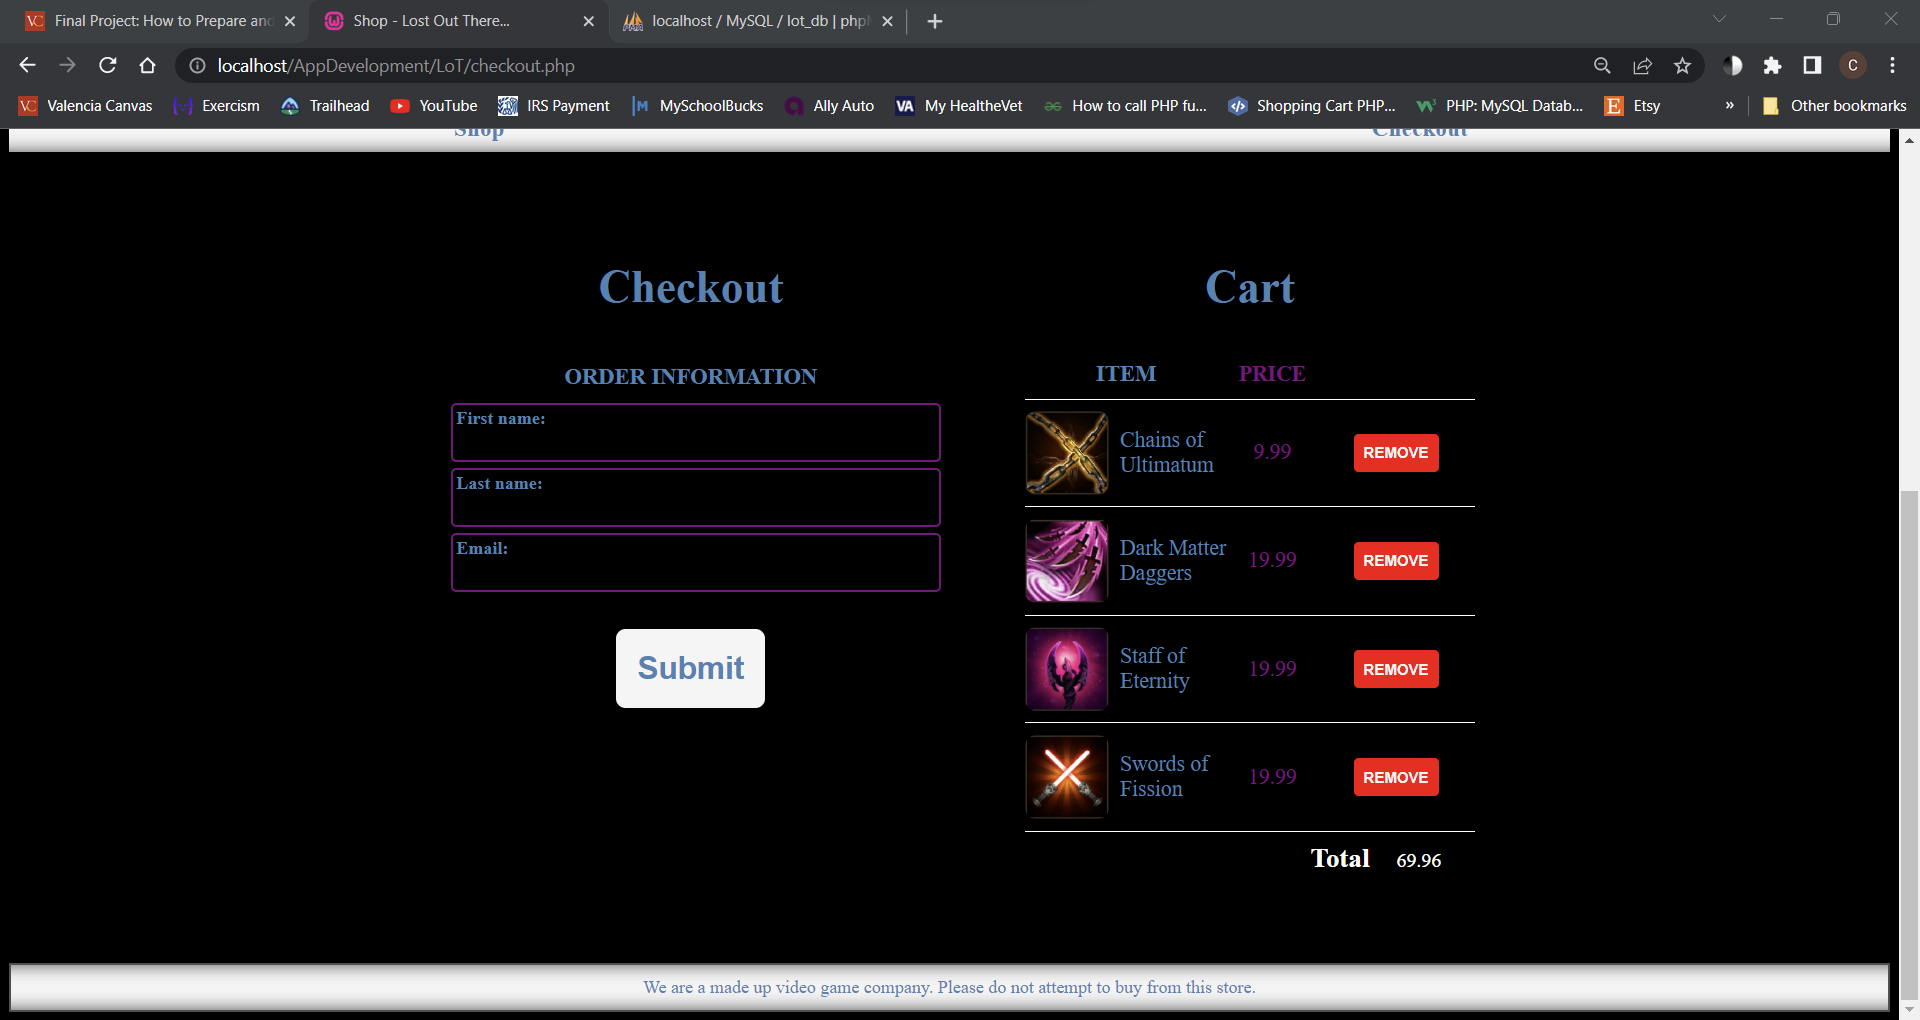 Final Project: How to Prepare and
Shop - Lost Out There...
localhost / MySQL / lot_db | php
localhost/AppDevelopment/LoT/checkout.php
C
VC Valencia Canvas
Exercism
Trailhead
YouTube
IRS Payment
MySchoolBucks
Ally Auto
VA My HealtheVet
How to call PHP fu...
Shopping Cart PHP...
PHP: MySQL Datab...
E Etsy
»
Other bookmarks
Shop
Checkout
Checkout
Cart
ORDER INFORMATION
First name:
Last name:
Email:
Submit
ITEM PRICE
Chains of
Ultimatum
9.99
REMOVE
Dark Matter
Daggers
19.99
REMOVE
Staff of
Eternity
19.99
REMOVE
Swords of
Fission
19.99
REMOVE
Total 69.96
We are a made up video game company. Please do not attempt to buy from this store.